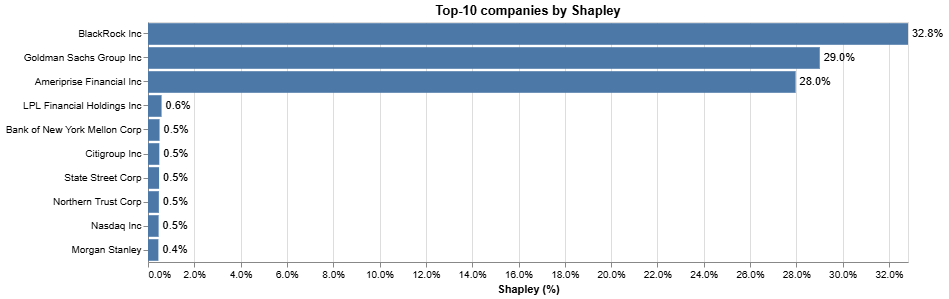 Top-10 companies by Shapley
BlackRock Inc 32.8%
Goldman Sachs Group Inc 29.0%
Ameriprise Financial Inc 28.0%
LPL Financial Holdings Inc 0.6%
Bank of New York Mellon Corp 0.5%
Citigroup Inc 0.5%
State Street Corp 0.5%
Northern Trust Corp 0.5%
Nasdaq Inc 0.5%
Morgan Stanley 0.4%
0.0% 2.0% 4.0% 6.0% 8.0% 10.0% 12.0% 14.0% 16.0% 18.0% 20.0% 22.0% 24.0% 26.0% 28.0% 30.0% 32.0%
Shapley (%)